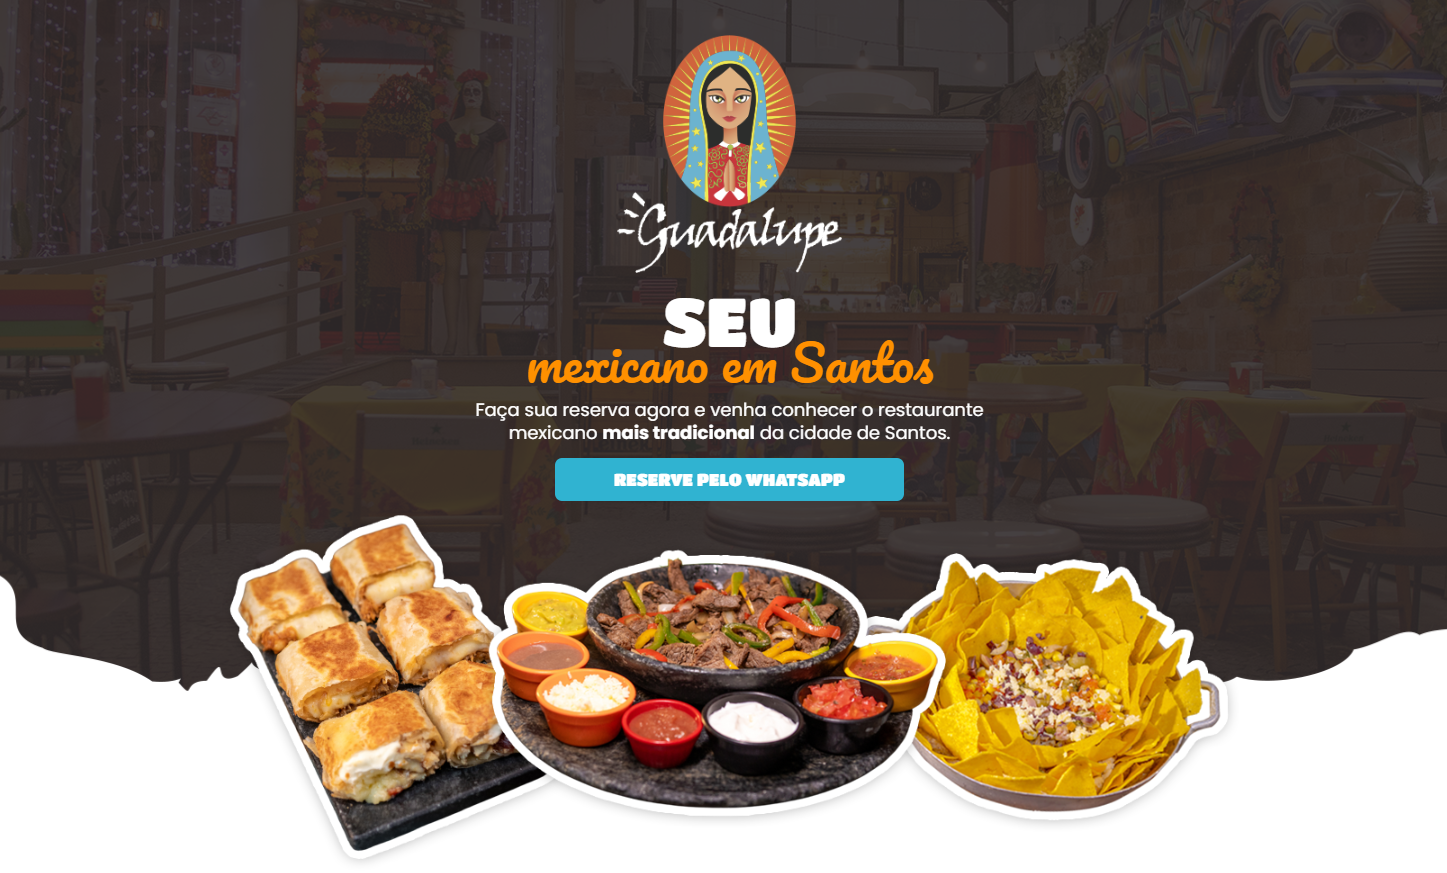 Guadalupe
SEU
mexicano em Santos
Faça sua reserva agora e venha conhecer o restaurante
mexicano mais tradicional da cidade de Santos.
RESERVE PELO WHATSAPP